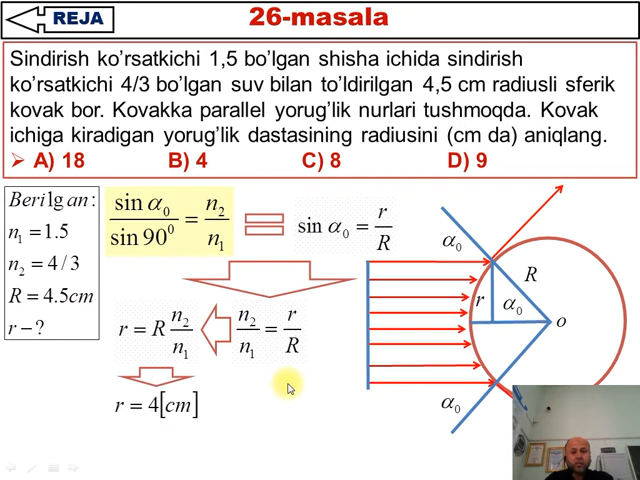 REJA
26-masala
Sindirish ko’rsatkichi 1,5 bo’lgan shisha ichida sindirish
ko’rsatkichi 4/3 bo’lgan suv bilan to’ldirilgan 4,5 cm radiusli sferik
kovak bor. Kovakka parallel yorug’lik nurlari tushmoqda. Kovak
ichiga kiradigan yorug’lik dastasining radiusini (cm da) aniqlang.
➢ A) 18 B) 4 C) 8 D) 9
Berilgan:
n₁ = 1.5
n₂ = 4/3
R = 4.5cm
r – ?
sin α₀ / sin 90⁰ = n₂ / n₁
sin α₀ = r / R
r = R n₂ / n₁
n₂ / n₁ = r / R
r = 4[cm]
α₀
R
r
α₀
o
α₀